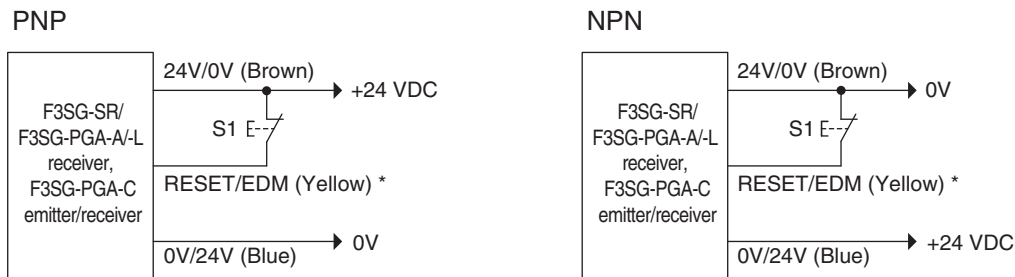 PNP
24V/0V (Brown)
+24 VDC
F3SG-SR/
F3SG-PGA-A/-L
receiver,
F3SG-PGA-C
emitter/receiver
S1
RESET/EDM (Yellow) *
0V/24V (Blue)
0V
NPN
24V/0V (Brown)
0V
F3SG-SR/
F3SG-PGA-A/-L
receiver,
F3SG-PGA-C
emitter/receiver
S1
RESET/EDM (Yellow) *
0V/24V (Blue)
+24 VDC